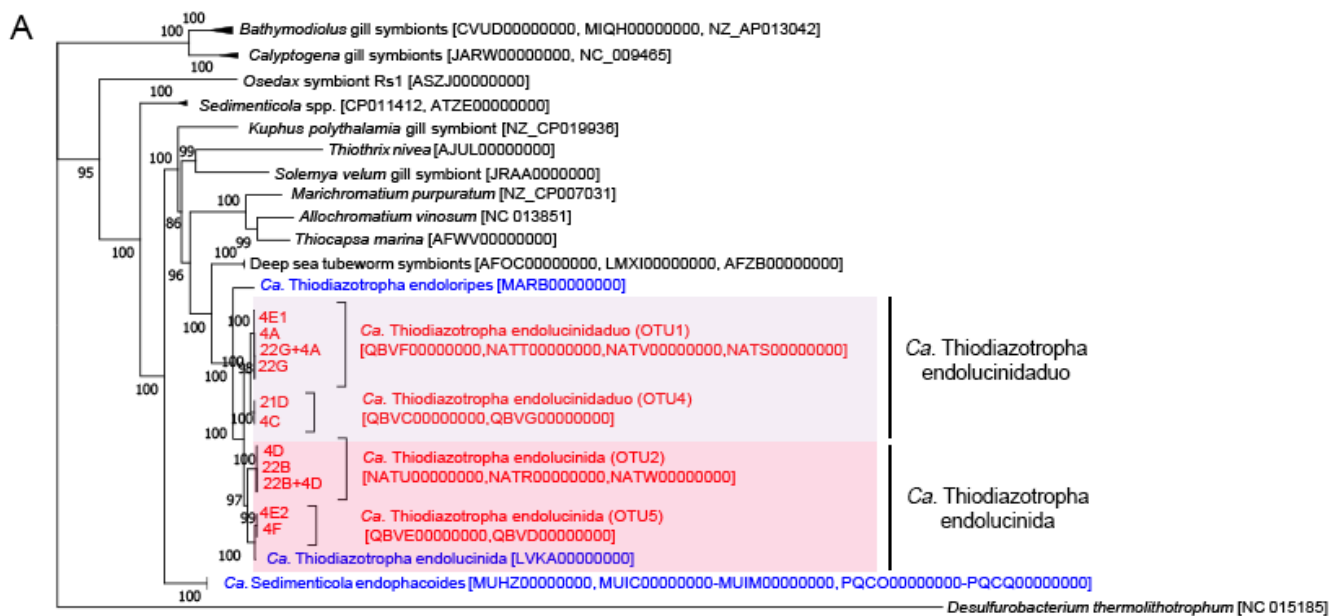 A
100
100
Bathymodiolus gill symbionts [CVUD00000000, MIQH00000000, NZ_AP013042]
100
Calyptogena gill symbionts [JARW00000000, NC_009465]
100
Osedax symbiont Rs1 [ASZJ00000000]
100
Sedimenticola spp. [CP011412, ATZE00000000]
Kuphus polythalamia gill symbiont [NZ_CP019936]
99
Thiothrix nivea [AJUL00000000]
100
95
Solemya velum gill symbiont [JRAA0000000]
Marichromatium purpuratum [NZ_CP007031]
100
Allochromatium vinosum [NC 013851]
86
99
Thiocapsa marina [AFWV00000000]
100
100
96
Deep sea tubeworm symbionts [AFOC00000000, LMXI00000000, AFZB00000000]
Ca. Thiodiazotropha endoloripes [MARB00000000]
100
100
4E1
4A
22G+4A
22G
Ca. Thiodiazotropha endolucinidaduo (OTU1)
[QBVF00000000,NATT00000000,NATV00000000,NATS00000000]
Ca. Thiodiazotropha
endolucinidaduo
100
98
100
100
21D
4C
Ca. Thiodiazotropha endolucinidaduo (OTU4)
[QBVC00000000,QBVG00000000]
100
100
100
4D
22B
22B+4D
Ca. Thiodiazotropha endolucinida (OTU2)
[NATU00000000,NATR00000000,NATW00000000]
Ca. Thiodiazotropha
endolucinida
97
99
4E2
4F
Ca. Thiodiazotropha endolucinida (OTU5)
[QBVE00000000,QBVD00000000]
100
Ca. Thiodiazotropha endolucinida [LVKA00000000]
Ca. Sedimenticola endophacoides [MUHZ00000000, MUIC00000000-MUIM00000000, PQCO00000000-PQCQ00000000]
100
Desulfurobacterium thermolithotrophum [NC 015185]